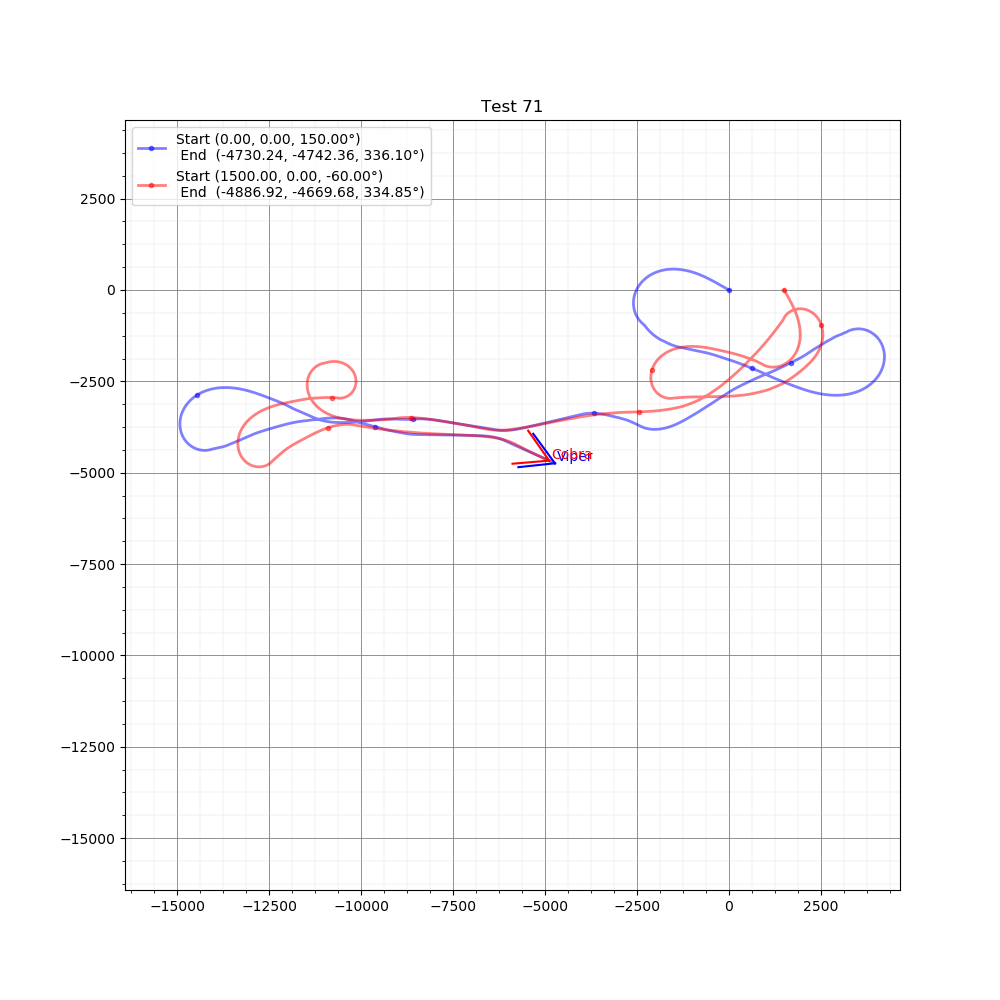 Test 71
Start (0.00, 0.00, 150.00°)
End (-4730.24, -4742.36, 336.10°)
Start (1500.00, 0.00, -60.00°)
End (-4886.92, -4669.68, 334.85°)
2500
0
−2500
−5000
−7500
−10000
−12500
−15000
Cobra
Viper
−15000 −12500 −10000 −7500 −5000 −2500 0 2500